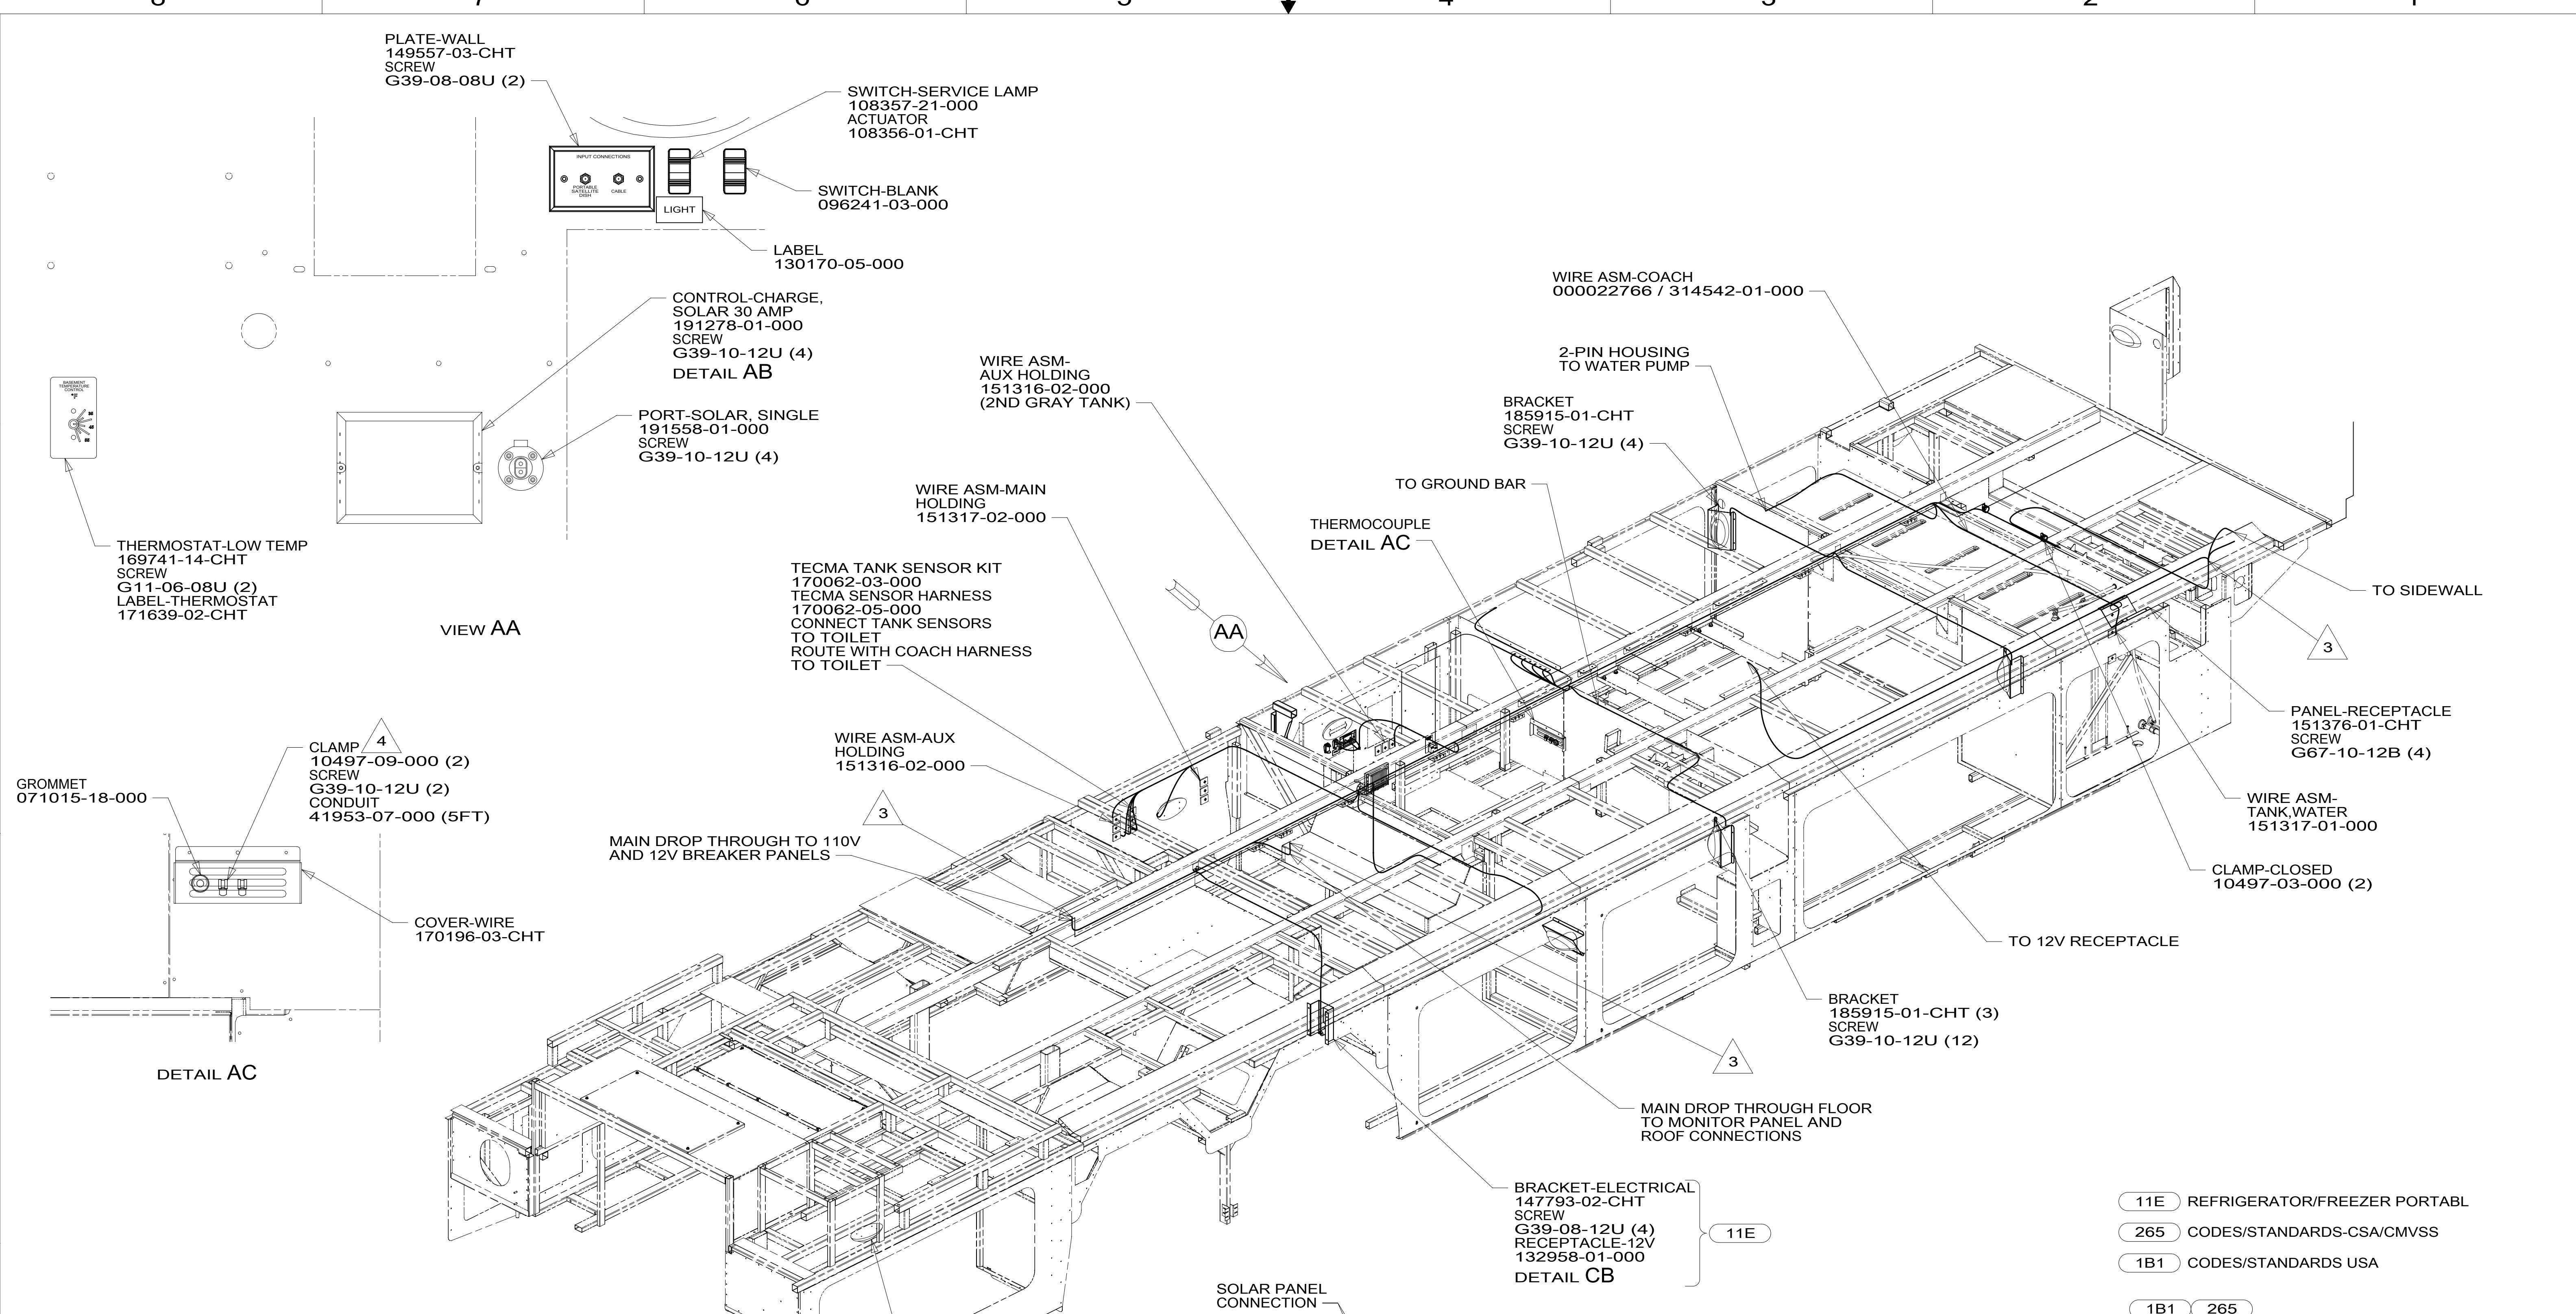 PLATE-WALL
149557-03-CHT
SCREW
G39-08-08U (2)
SWITCH-SERVICE LAMP
108357-21-000
ACTUATOR
108356-01-CHT
INPUT CONNECTIONS
PORTABLE
SATELLITE
DISH
CABLE
SWITCH-BLANK
096241-03-000
LIGHT
LABEL
130170-05-000
CONTROL-CHARGE,
SOLAR 30 AMP
191278-01-000
SCREW
G39-10-12U (4)
DETAIL AB
PORT-SOLAR, SINGLE
191558-01-000
SCREW
G39-10-12U (4)
BASEMENT
TEMPERATURE
CONTROL
THERMOSTAT-LOW TEMP
169741-14-CHT
SCREW
G11-06-08U (2)
LABEL-THERMOSTAT
171639-02-CHT
VIEW AA
WIRE ASM-
AUX HOLDING
151316-02-000
(2ND GRAY TANK)
WIRE ASM-MAIN
HOLDING
151317-02-000
TECMA TANK SENSOR KIT
170062-03-000
TECMA SENSOR HARNESS
170062-05-000
CONNECT TANK SENSORS
TO TOILET
ROUTE WITH COACH HARNESS
TO TOILET
WIRE ASM-AUX
HOLDING
151316-02-000
3
MAIN DROP THROUGH TO 110V
AND 12V BREAKER PANELS
AA
WIRE ASM-COACH
000022766 / 314542-01-000
2-PIN HOUSING
TO WATER PUMP
BRACKET
185915-01-CHT
SCREW
G39-10-12U (4)
TO GROUND BAR
THERMOCOUPLE
DETAIL AC
TO SIDEWALL
3
PANEL-RECEPTACLE
151376-01-CHT
SCREW
G67-10-12B (4)
WIRE ASM-
TANK,WATER
151317-01-000
CLAMP-CLOSED
10497-03-000 (2)
TO 12V RECEPTACLE
BRACKET
185915-01-CHT (3)
SCREW
G39-10-12U (12)
3
MAIN DROP THROUGH FLOOR
TO MONITOR PANEL AND
ROOF CONNECTIONS
BRACKET-ELECTRICAL
147793-02-CHT
SCREW
G39-08-12U (4)
RECEPTACLE-12V
132958-01-000
DETAIL CB
11E
SOLAR PANEL
CONNECTION
CLAMP
4
10497-09-000 (2)
SCREW
G39-10-12U (2)
CONDUIT
41953-07-000 (5FT)
GROMMET
071015-18-000
COVER-WIRE
170196-03-CHT
DETAIL AC
11E REFRIGERATOR/FREEZER PORTABL
265 CODES/STANDARDS-CSA/CMVSS
1B1 CODES/STANDARDS USA
1B1 265